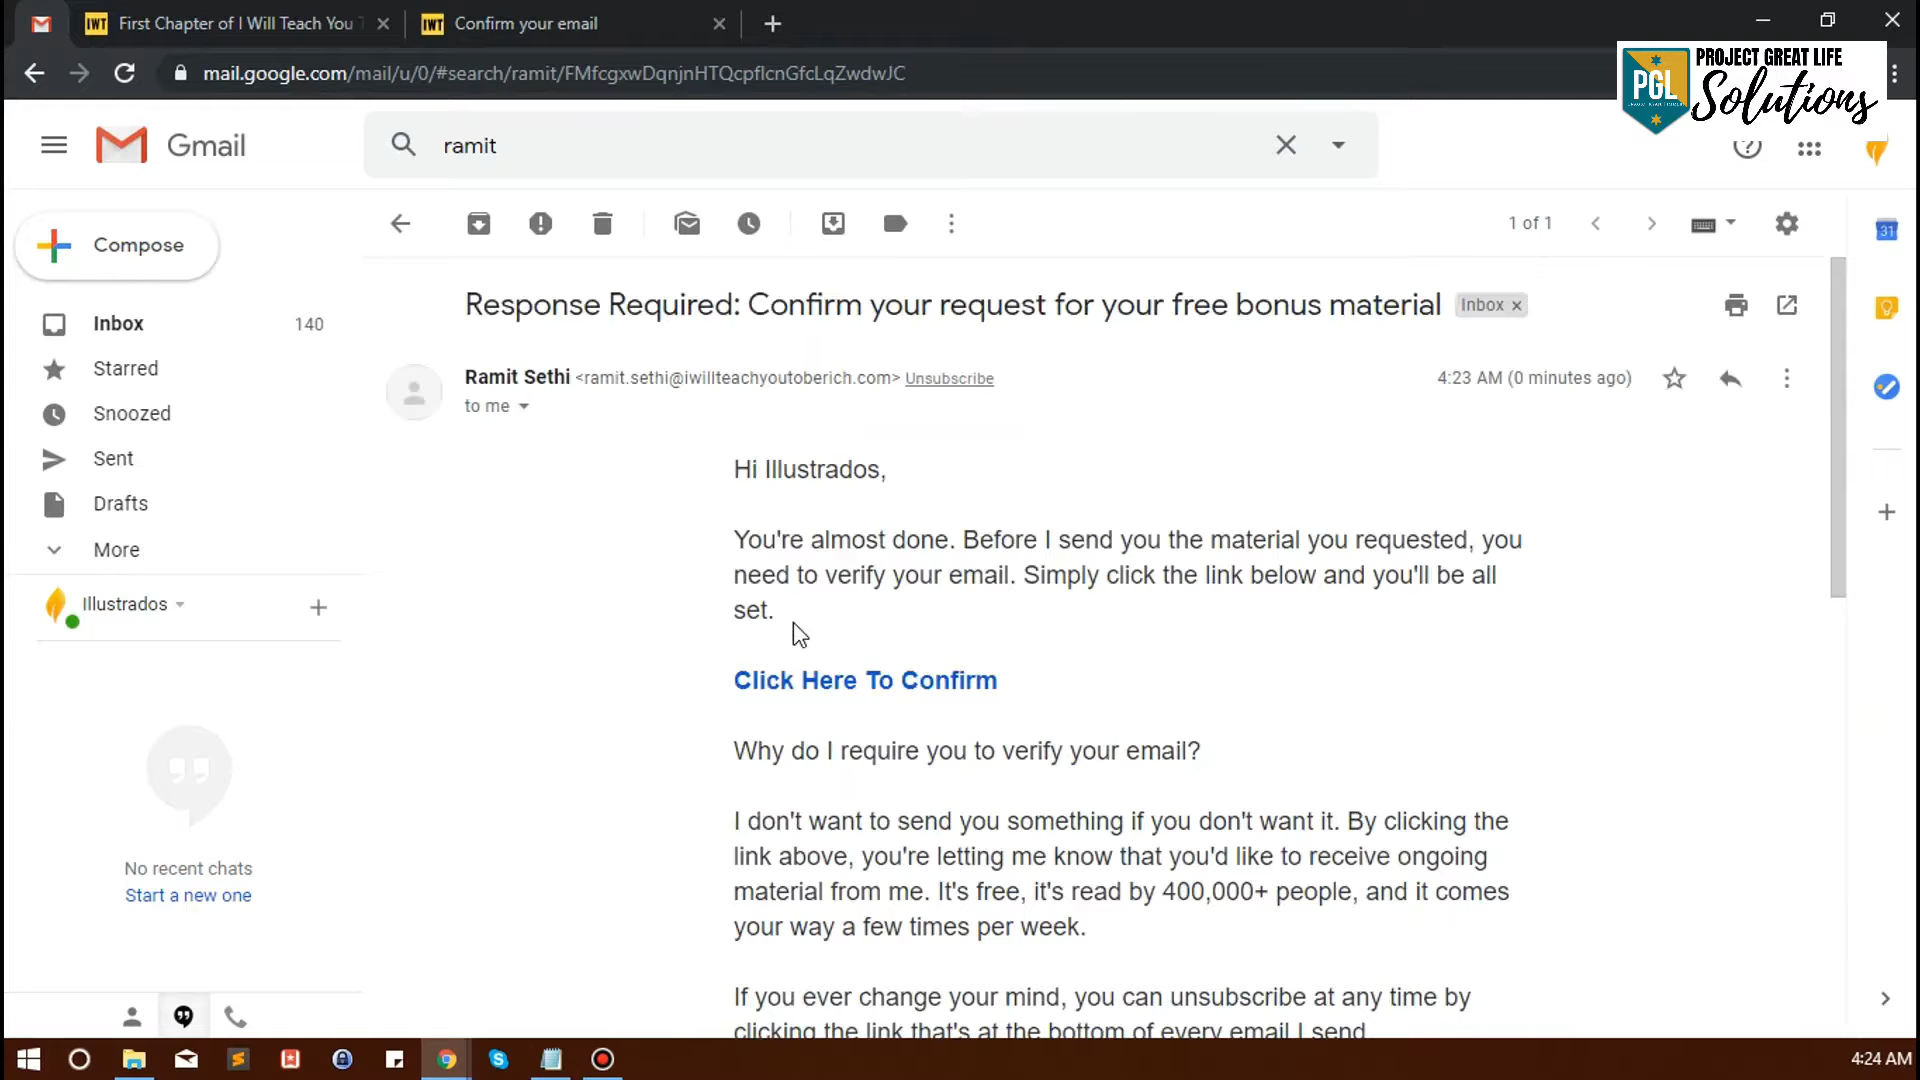 First Chapter of I Will Teach You
Confirm your email
mail.google.com/mail/u/0/#search/ramit/FMfcgxwDqnjnHTQcpflcnGfcLqZwdwJC
PROJECT GREAT LIFE
PGL
Solutions
Gmail
ramit
Compose
1 of 1
31
Response Required: Confirm your request for your free bonus material
Inbox
Inbox 140
Starred
Snoozed
Sent
Drafts
More
Ramit Sethi <ramit.sethi@iwillteachyoutoberich.com> Unsubscribe
4:23 AM (0 minutes ago)
to me
Hi Illustrados,
You're almost done. Before I send you the material you requested, you
need to verify your email. Simply click the link below and you'll be all
set.
Illustrados
Click Here To Confirm
Why do I require you to verify your email?
I don't want to send you something if you don't want it. By clicking the
link above, you're letting me know that you'd like to receive ongoing
material from me. It's free, it's read by 400,000+ people, and it comes
your way a few times per week.
No recent chats
Start a new one
If you ever change your mind, you can unsubscribe at any time by
clicking the link that's at the bottom of every email I send.
4:24 AM